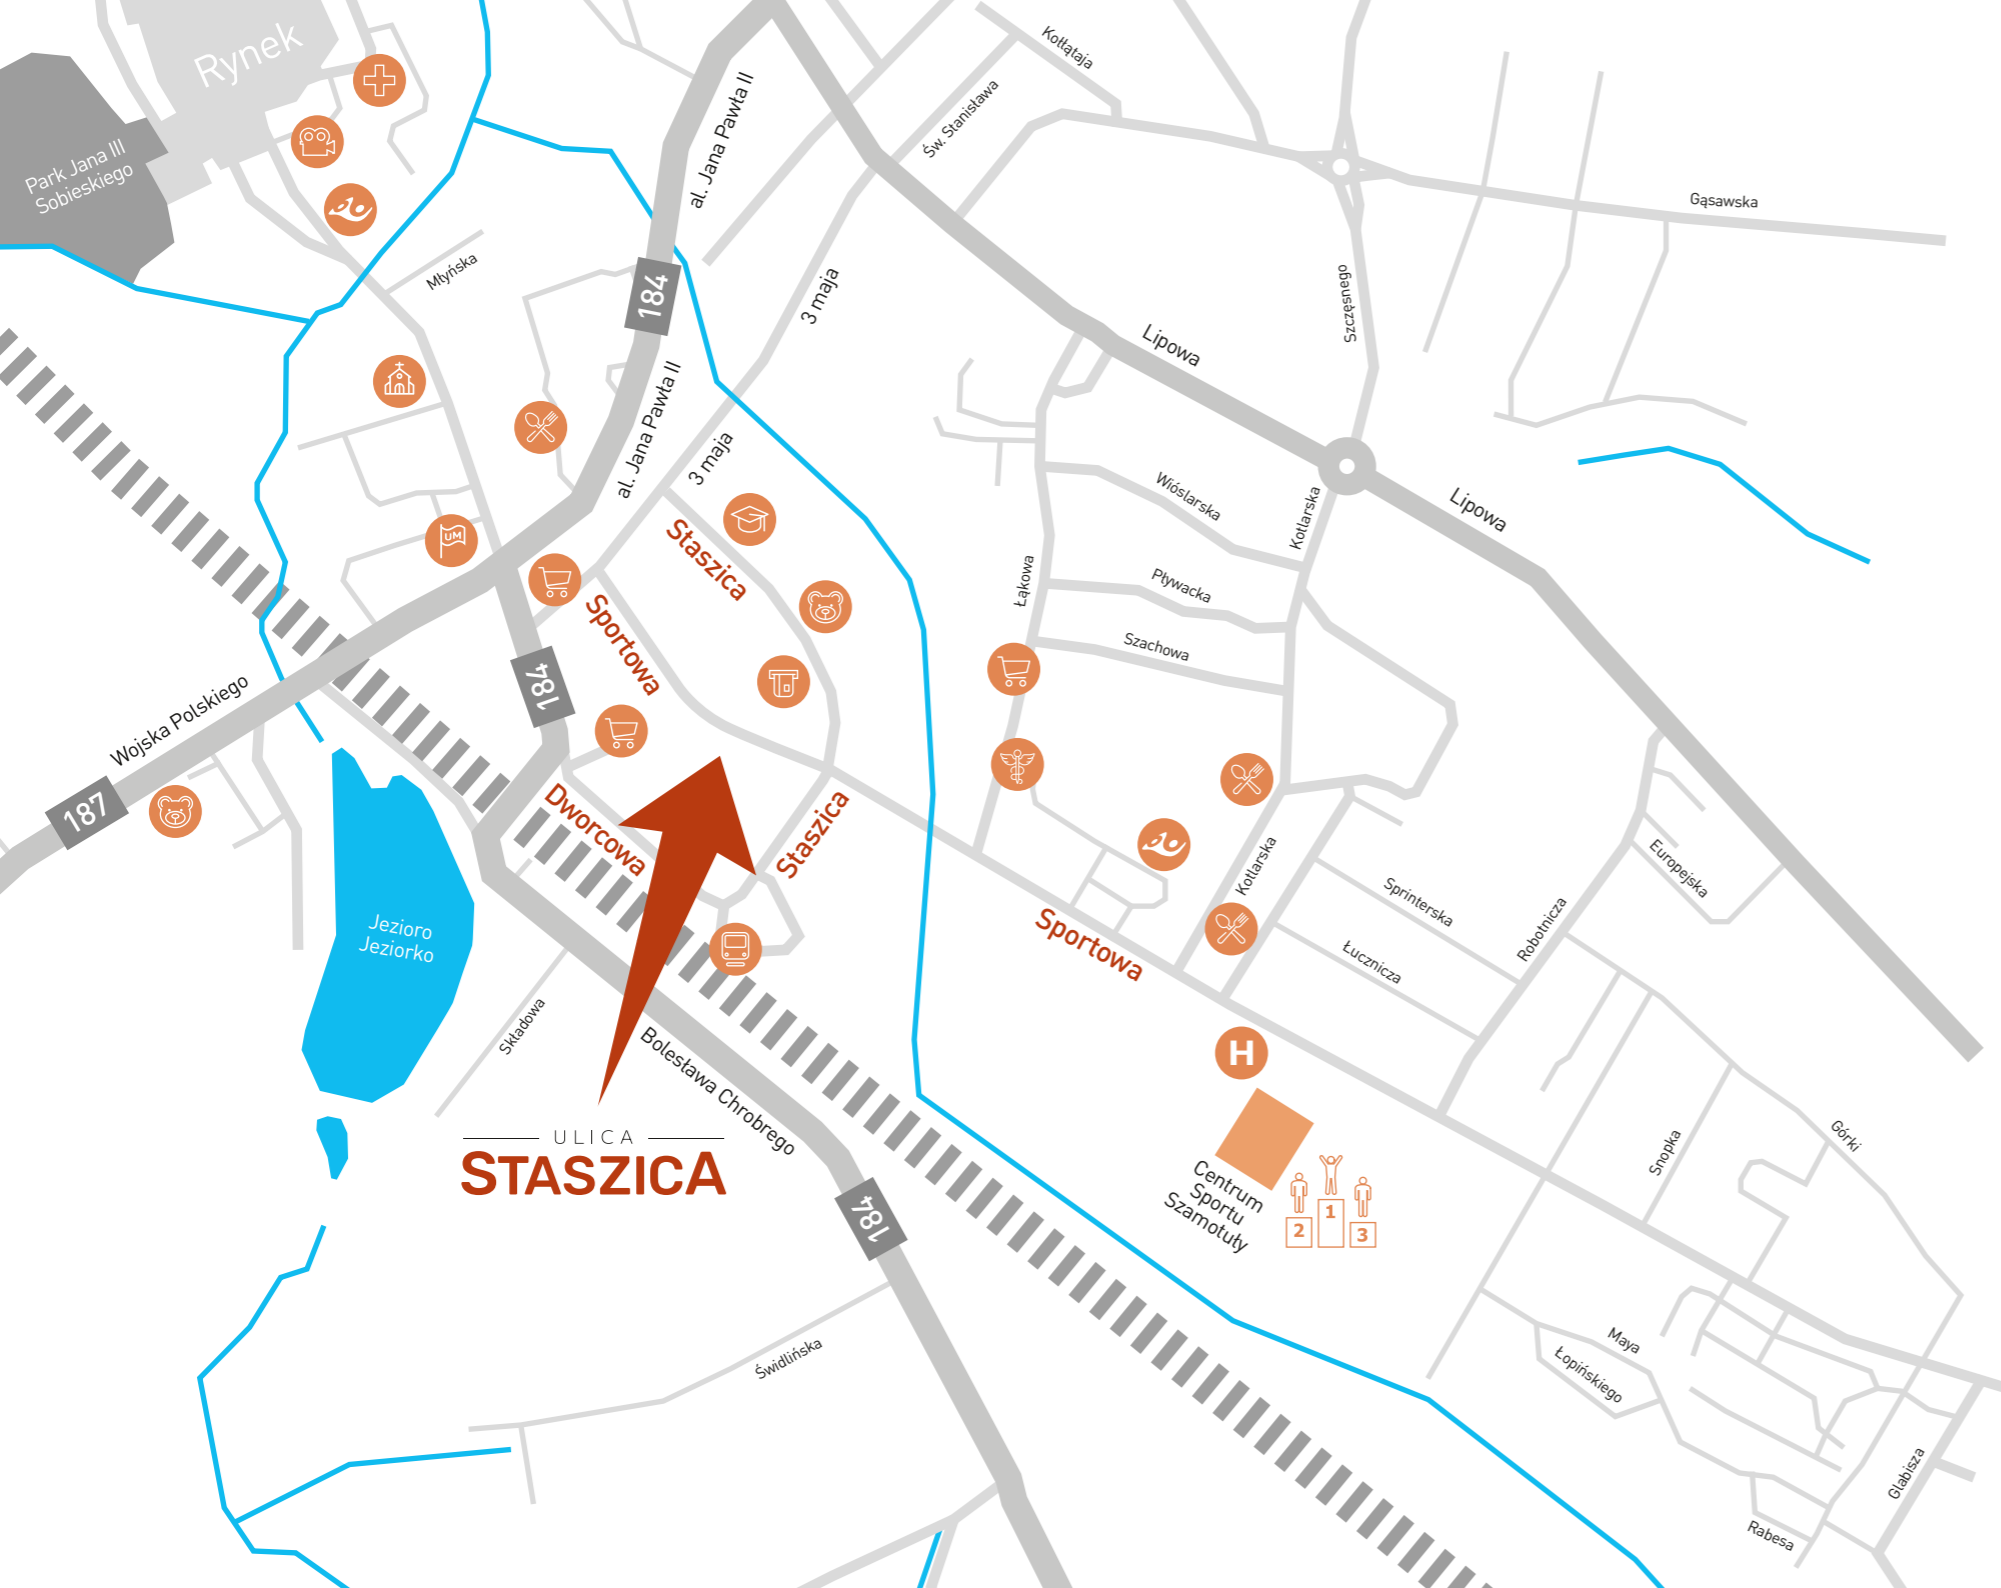 Rynek
Park Jana III
Sobieskiego
Kołłątaja
al. Jana Pawła II
Św. Stanisława
Gąsawska
Młyńska
184
3 maja
Szczęsnego
Lipowa
al. Jana Pawła II
3 maja
Wióslarska
Kotlarska
Lipowa
UM
Staszica
Łąkowa
Pływacka
Sportowa
Szachowa
184
Wojska Polskiego
187
Dworcowa
Staszica
Kotlarska
Europejska
Sprinterska
Robotnicza
Jezioro
Jeziorko
Sportowa
Łucznicza
Składowa
Bolesława Chrobrego
H
ULICA
STASZICA
Centrum
Sportu
Szamotuły
2
1
3
Snopka
Górki
184
Świdlińska
Maya
Łopińskiego
Glabisza
Rabesa